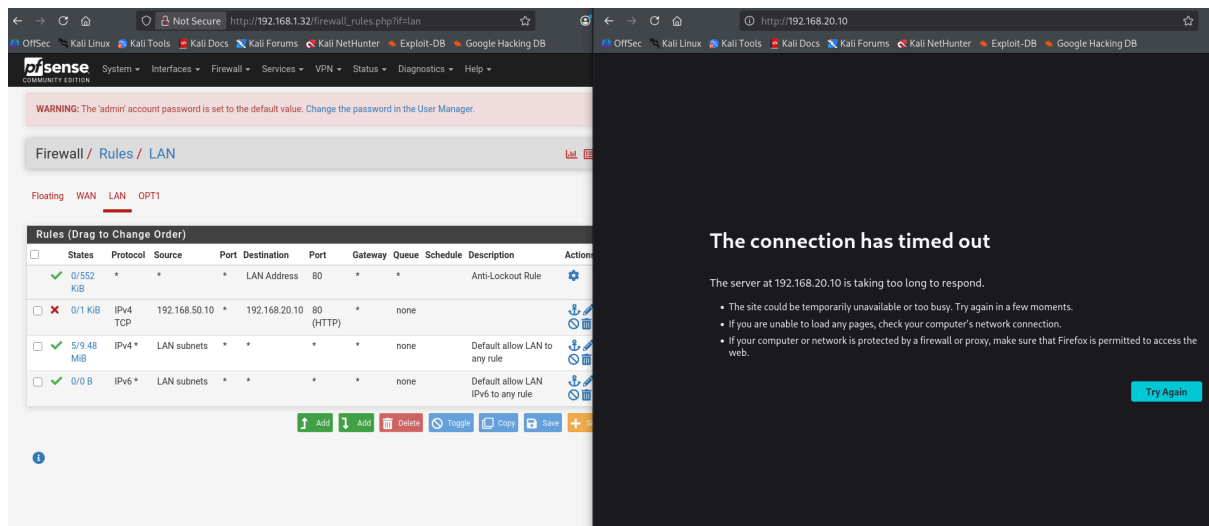 Not Secure http://192.168.1.32/firewall_rules.php?if=lan
OffSec Kali Linux Kali Tools Kali Docs Kali Forums Kali NetHunter Exploit-DB Google Hacking DB
pfsense COMMUNITY EDITION
System Interfaces Firewall Services VPN Status Diagnostics Help
WARNING: The 'admin' account password is set to the default value. Change the password in the User Manager.
Firewall / Rules / LAN
Floating WAN LAN OPT1
Rules (Drag to Change Order)
States Protocol Source Port Destination Port Gateway Queue Schedule Description Actions
0/552 * * * LAN Address 80 * * Anti-Lockout Rule
KiB
0/1 KiB IPv4 192.168.50.10 * 192.168.20.10 80 * none
TCP (HTTP)
5/9.48 IPv4 * LAN subnets * * * * none Default allow LAN to
MiB any rule
0/0 B IPv6 * LAN subnets * * * * none Default allow LAN
IPv6 to any rule
Add Add Delete Toggle Copy Save
http://192.168.20.10
OffSec Kali Linux Kali Tools Kali Docs Kali Forums Kali NetHunter Exploit-DB Google Hacking DB
The connection has timed out
The server at 192.168.20.10 is taking too long to respond.
• The site could be temporarily unavailable or too busy. Try again in a few moments.
• If you are unable to load any pages, check your computer's network connection.
• If your computer or network is protected by a firewall or proxy, make sure that Firefox is permitted to access the
web.
Try Again